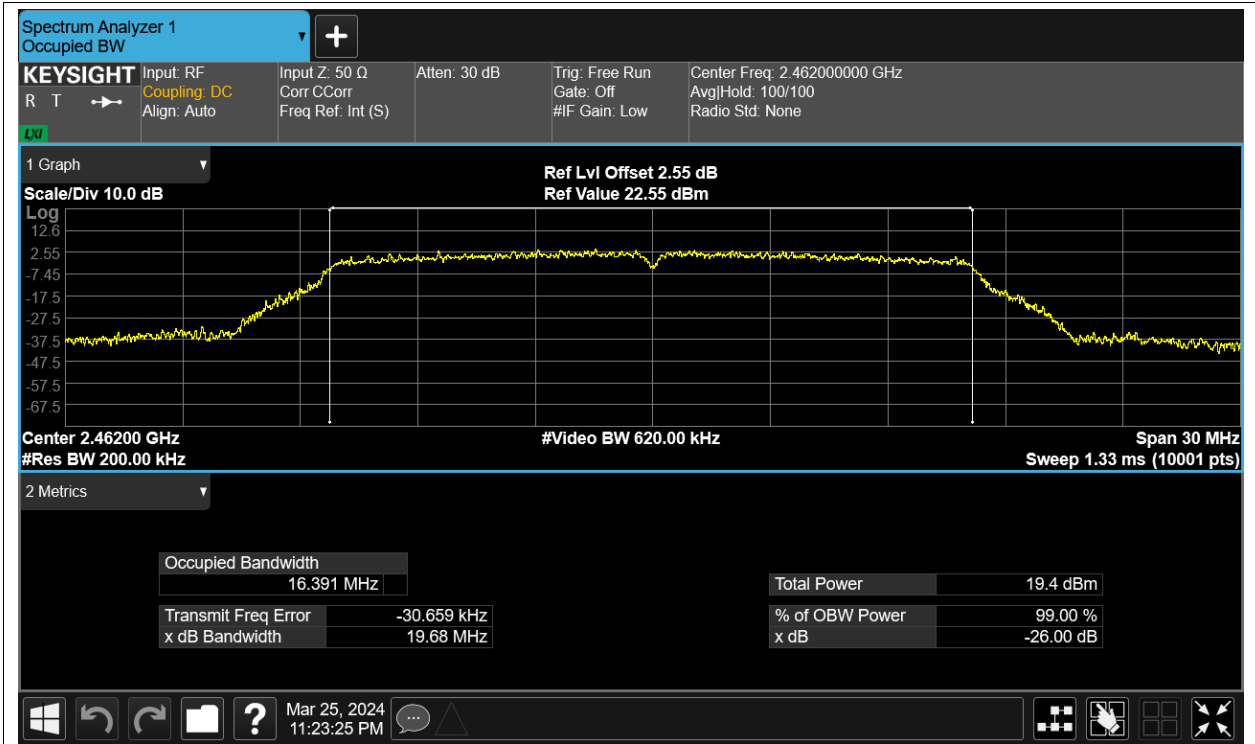 Spectrum Analyzer 1
Occupied BW
KEYSIGHT
R T
LXI
Input: RF
Coupling: DC
Align: Auto
Input Z: 50 Ω
Corr CCorr
Freq Ref: Int (S)
Atten: 30 dB
Trig: Free Run
Gate: Off
#IF Gain: Low
Center Freq: 2.462000000 GHz
Avg|Hold: 100/100
Radio Std: None
1 Graph
Ref Lvl Offset 2.55 dB
Scale/Div 10.0 dB
Ref Value 22.55 dBm
Log
12.6
2.55
-7.45
-17.5
-27.5
-37.5
-47.5
-57.5
-67.5
Center 2.46200 GHz
#Video BW 620.00 kHz
Span 30 MHz
#Res BW 200.00 kHz
Sweep 1.33 ms (10001 pts)
2 Metrics
Occupied Bandwidth
16.391 MHz
Total Power 19.4 dBm
Transmit Freq Error -30.659 kHz
% of OBW Power 99.00 %
x dB Bandwidth 19.68 MHz
x dB -26.00 dB
?
Mar 25, 2024
11:23:25 PM